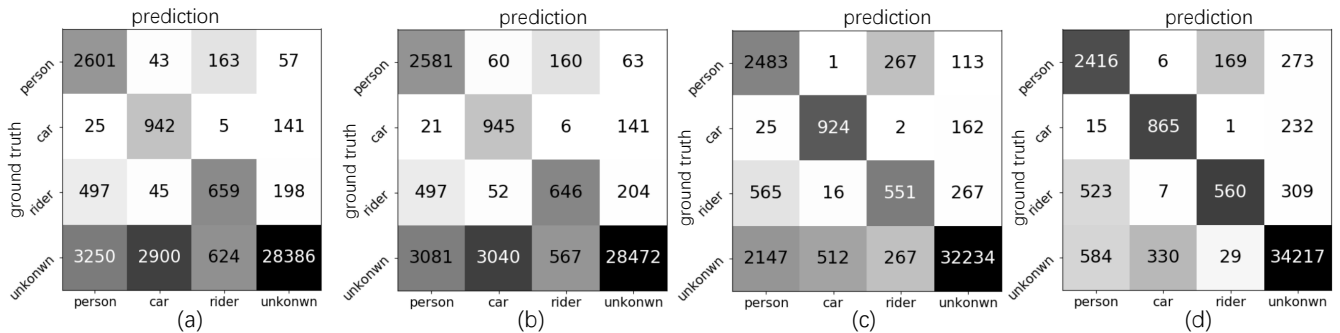 prediction
ground truth
person
car
rider
unkonwn
2601 43 163 57
25 942 5 141
497 45 659 198
3250 2900 624 28386
person car rider unkonwn
(a)
prediction
ground truth
person
car
rider
unkonwn
2581 60 160 63
21 945 6 141
497 52 646 204
3081 3040 567 28472
person car rider unkonwn
(b)
prediction
ground truth
person
car
rider
unkonwn
2483 1 267 113
25 924 2 162
565 16 551 267
2147 512 267 32234
person car rider unkonwn
(c)
prediction
ground truth
person
car
rider
unkonwn
2416 6 169 273
15 865 1 232
523 7 560 309
584 330 29 34217
person car rider unkonwn
(d)